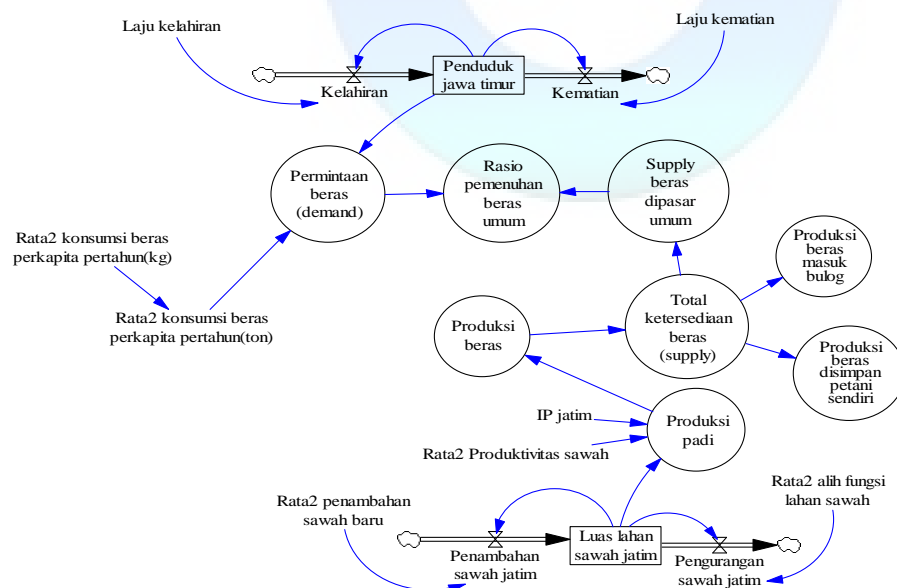 Laju kelahiran
Laju kematian
Penduduk
jawa timur
Kelahiran
Kematian
Permintaan
beras
(demand)
Rasio
pemenuhan
beras
umum
Supply
beras
dipasar
umum
Rata2 konsumsi beras
perkapita pertahun(kg)
Produksi
beras
masuk
bulog
Rata2 konsumsi beras
perkapita pertahun(ton)
Produksi
beras
Total
ketersediaan
beras
(supply)
Produksi
beras
disimpan
petani
sendiri
IP jatim
Rata2 Produktivitas sawah
Produksi
padi
Rata2 penambahan
sawah baru
Rata2 alih fungsi
lahan sawah
Penambahan
sawah jatim
Luas lahan
sawah jatim
Pengurangan
sawah jatim